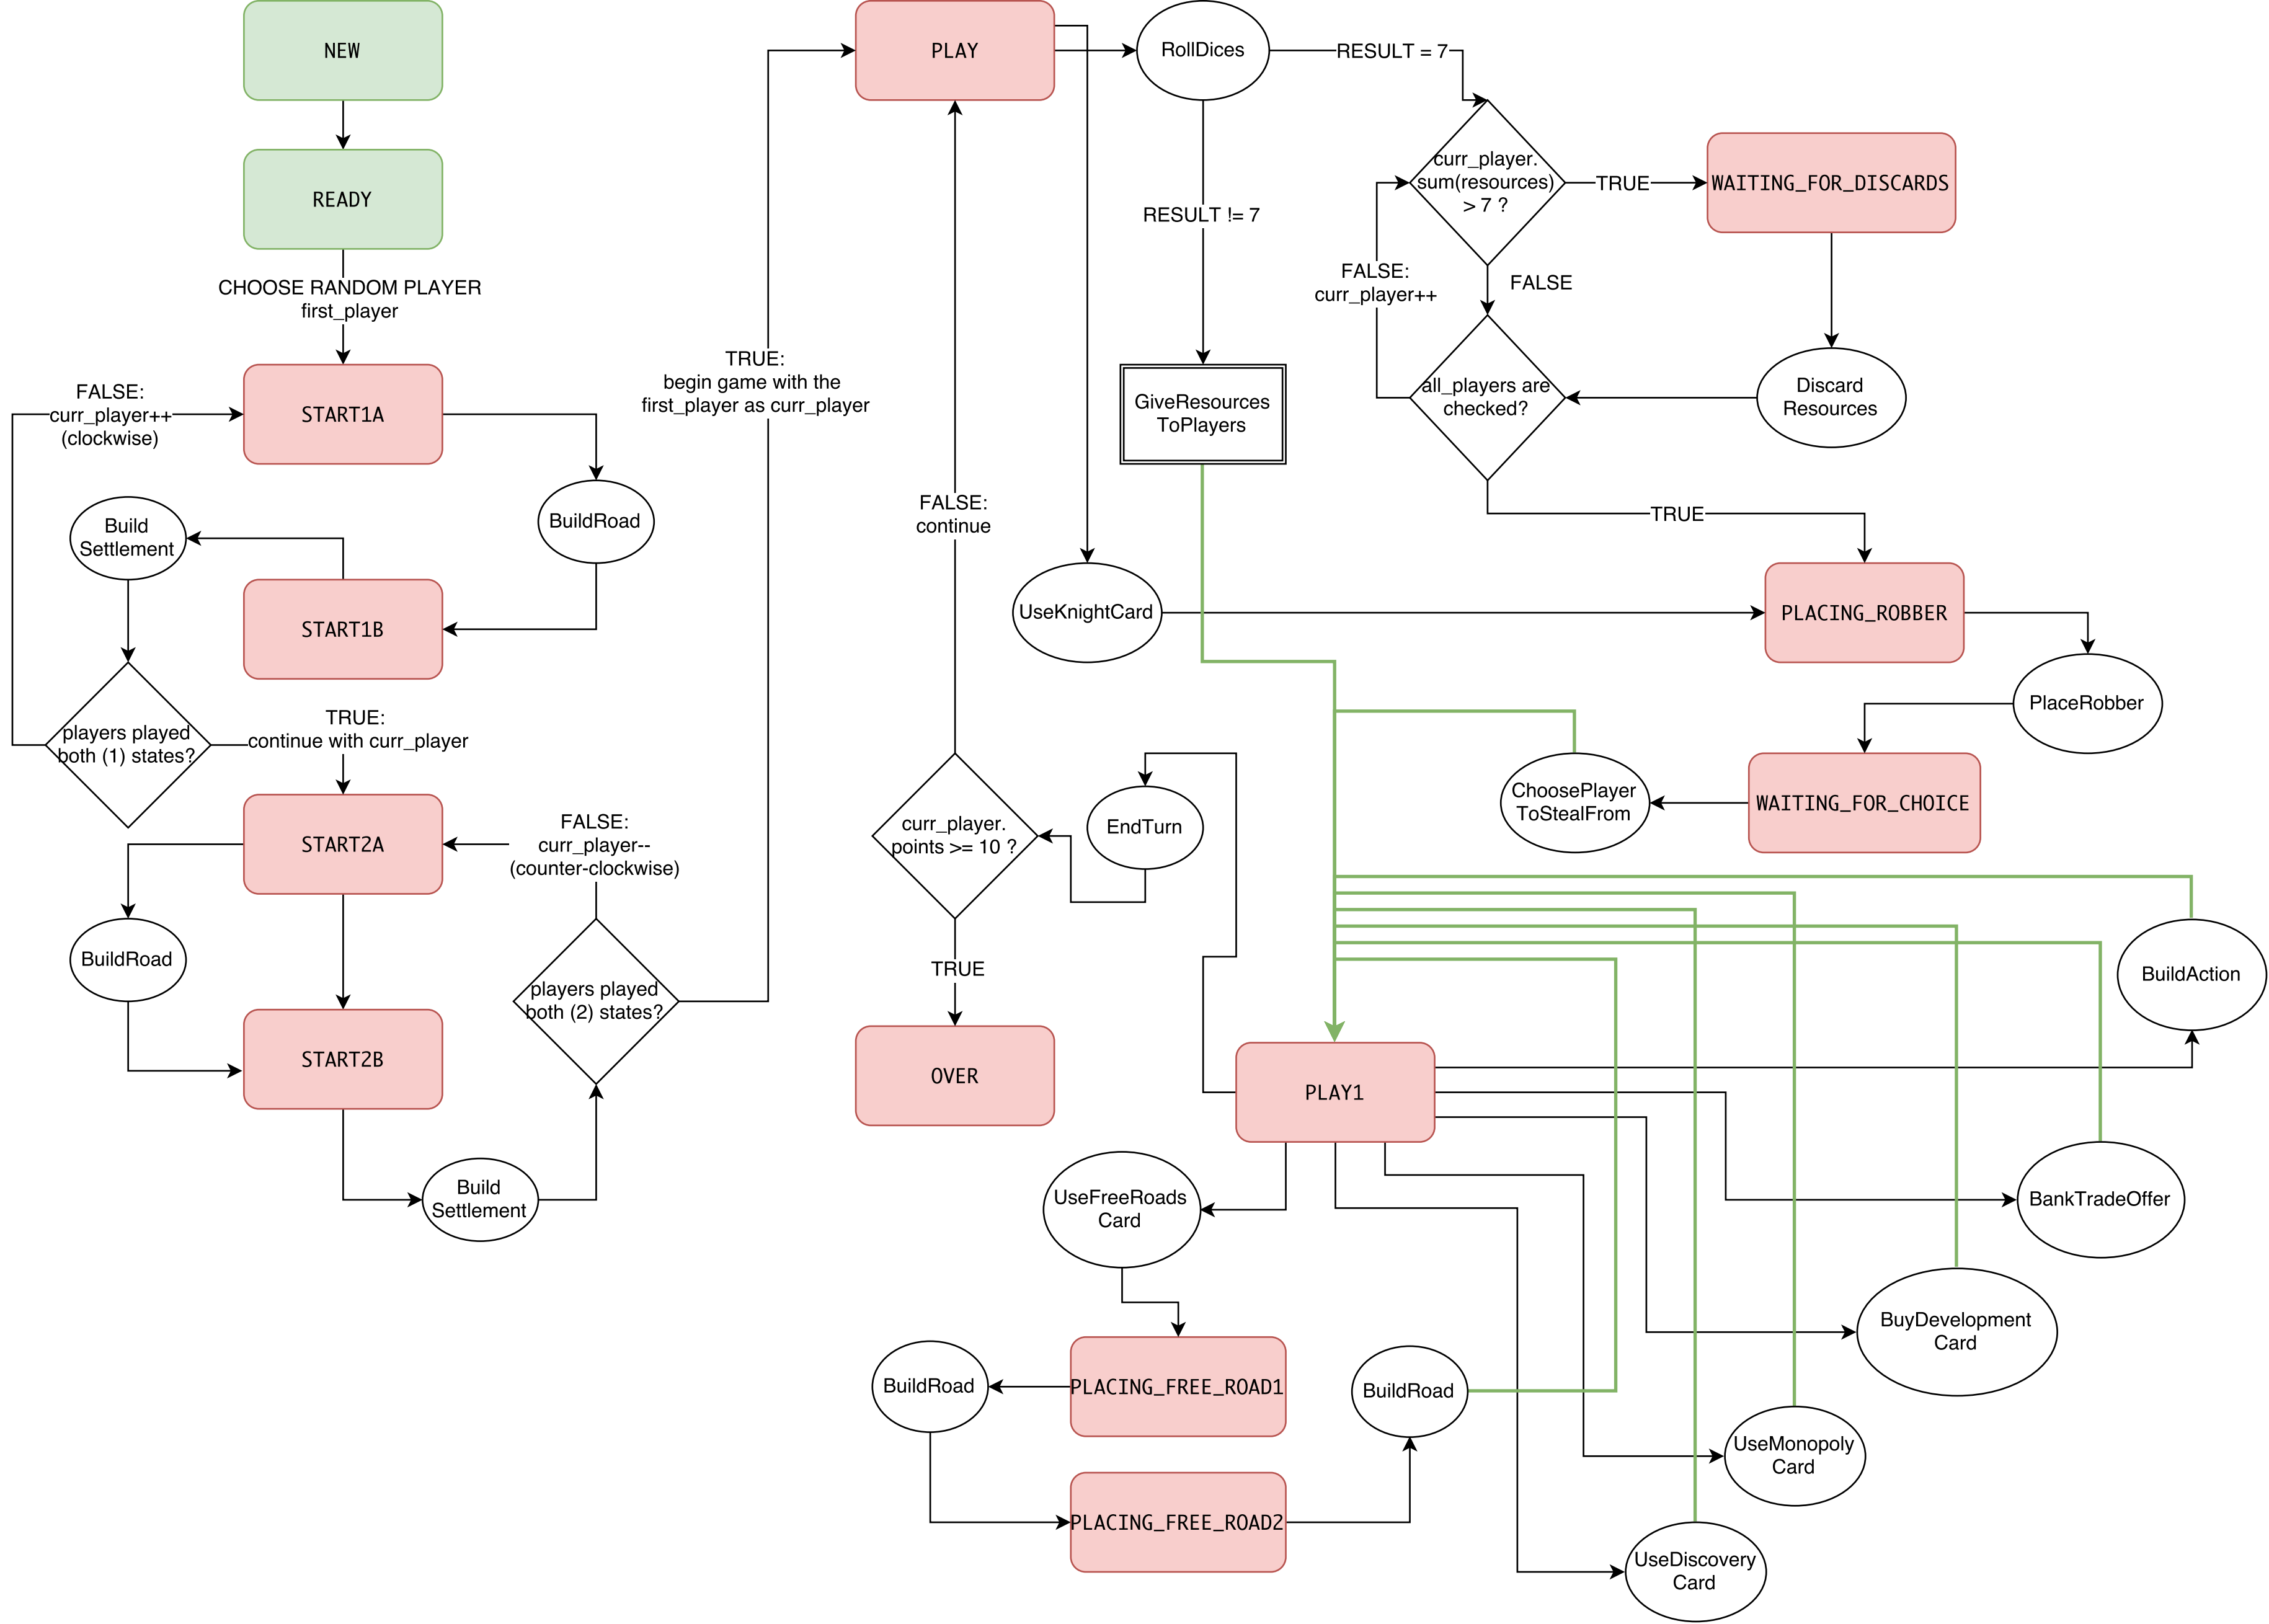 NEW
READY
CHOOSE RANDOM PLAYER
first_player
FALSE:
curr_player++
(clockwise)
START1A
BuildRoad
Build
Settlement
START1B
players played
both (1) states?
TRUE:
continue with curr_player
START2A
FALSE:
curr_player--
(counter-clockwise)
BuildRoad
players played
both (2) states?
START2B
Build
Settlement
TRUE:
begin game with the
first_player as curr_player
PLAY
RollDices
RESULT = 7
RESULT != 7
curr_player.
sum(resources)
> 7 ?
TRUE
WAITING_FOR_DISCARDS
FALSE:
curr_player++
FALSE
all_players are
checked?
Discard
Resources
GiveResources
ToPlayers
TRUE
FALSE:
continue
UseKnightCard
PLACING_ROBBER
PlaceRobber
WAITING_FOR_CHOICE
ChoosePlayer
ToStealFrom
EndTurn
curr_player.
points >= 10 ?
TRUE
OVER
PLAY1
BuildAction
BankTradeOffer
BuyDevelopment
Card
UseMonopoly
Card
UseDiscovery
Card
UseFreeRoads
Card
PLACING_FREE_ROAD1
BuildRoad
BuildRoad
PLACING_FREE_ROAD2